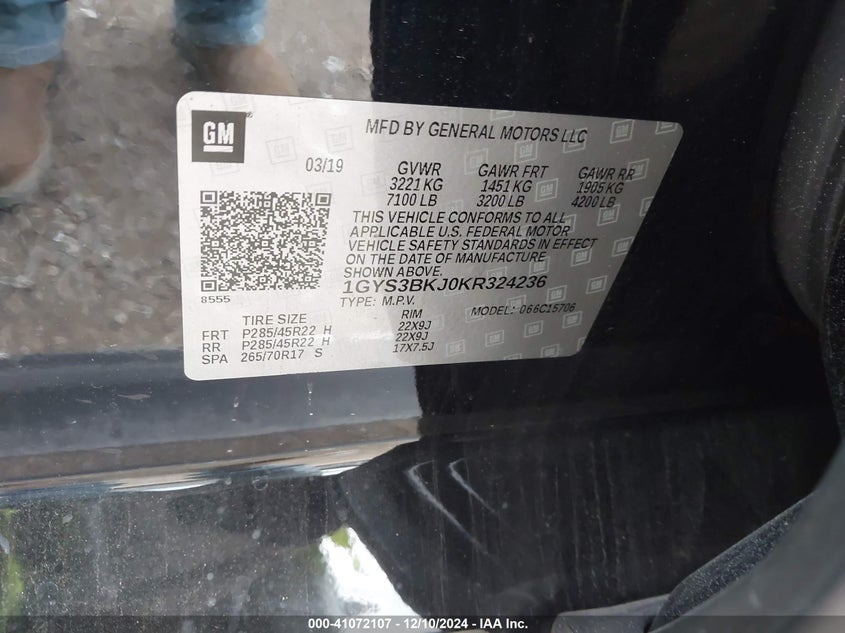 GM
MFD BY GENERAL MOTORS LLC
03/19 GVWR GAWR FRT GAWR RR
3221 KG 1451 KG 1905 KG
7100 LB 3200 LB 4200 LB
THIS VEHICLE CONFORMS TO ALL
APPLICABLE U.S. FEDERAL MOTOR
VEHICLE SAFETY STANDARDS IN EFFECT
ON THE DATE OF MANUFACTURE
SHOWN ABOVE.
1GYS3BKJ0KR324236
8555
TYPE: M.P.V. MODEL: 066C15706
TIRE SIZE RIM
FRT P285/45R22 H 22X9J
RR P285/45R22 H 22X9J
SPA 265/70R17 S 17X7.5J
000-41072107 - 12/10/2024 - IAA Inc.